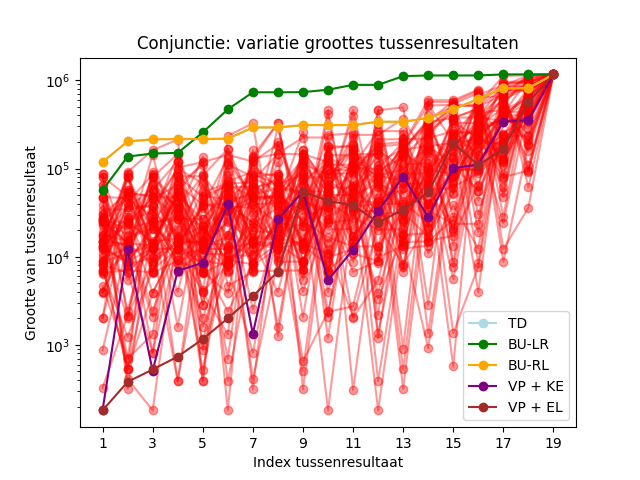 Conjunctie: variatie groottes tussenresultaten
Grootte van tussenresultaat
10^6
10^5
10^4
10^3
TD
BU-LR
BU-RL
VP + KE
VP + EL
1 3 5 7 9 11 13 15 17 19
Index tussenresultaat